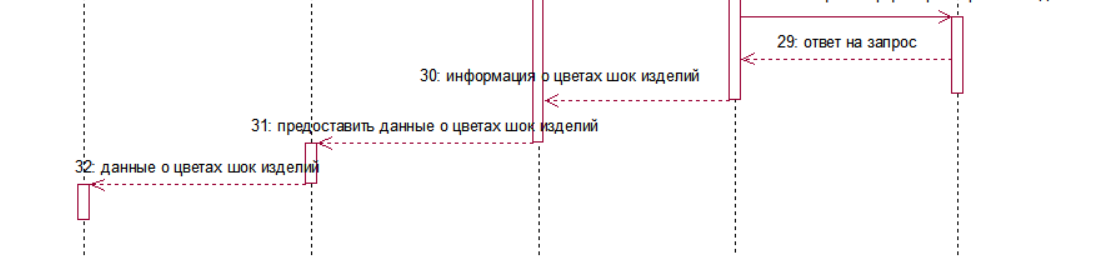 29: ответ на запрос
30: информация о цветах шок изделий
31: предоставить данные о цветах шок изделий
32: данные о цветах шок изделий